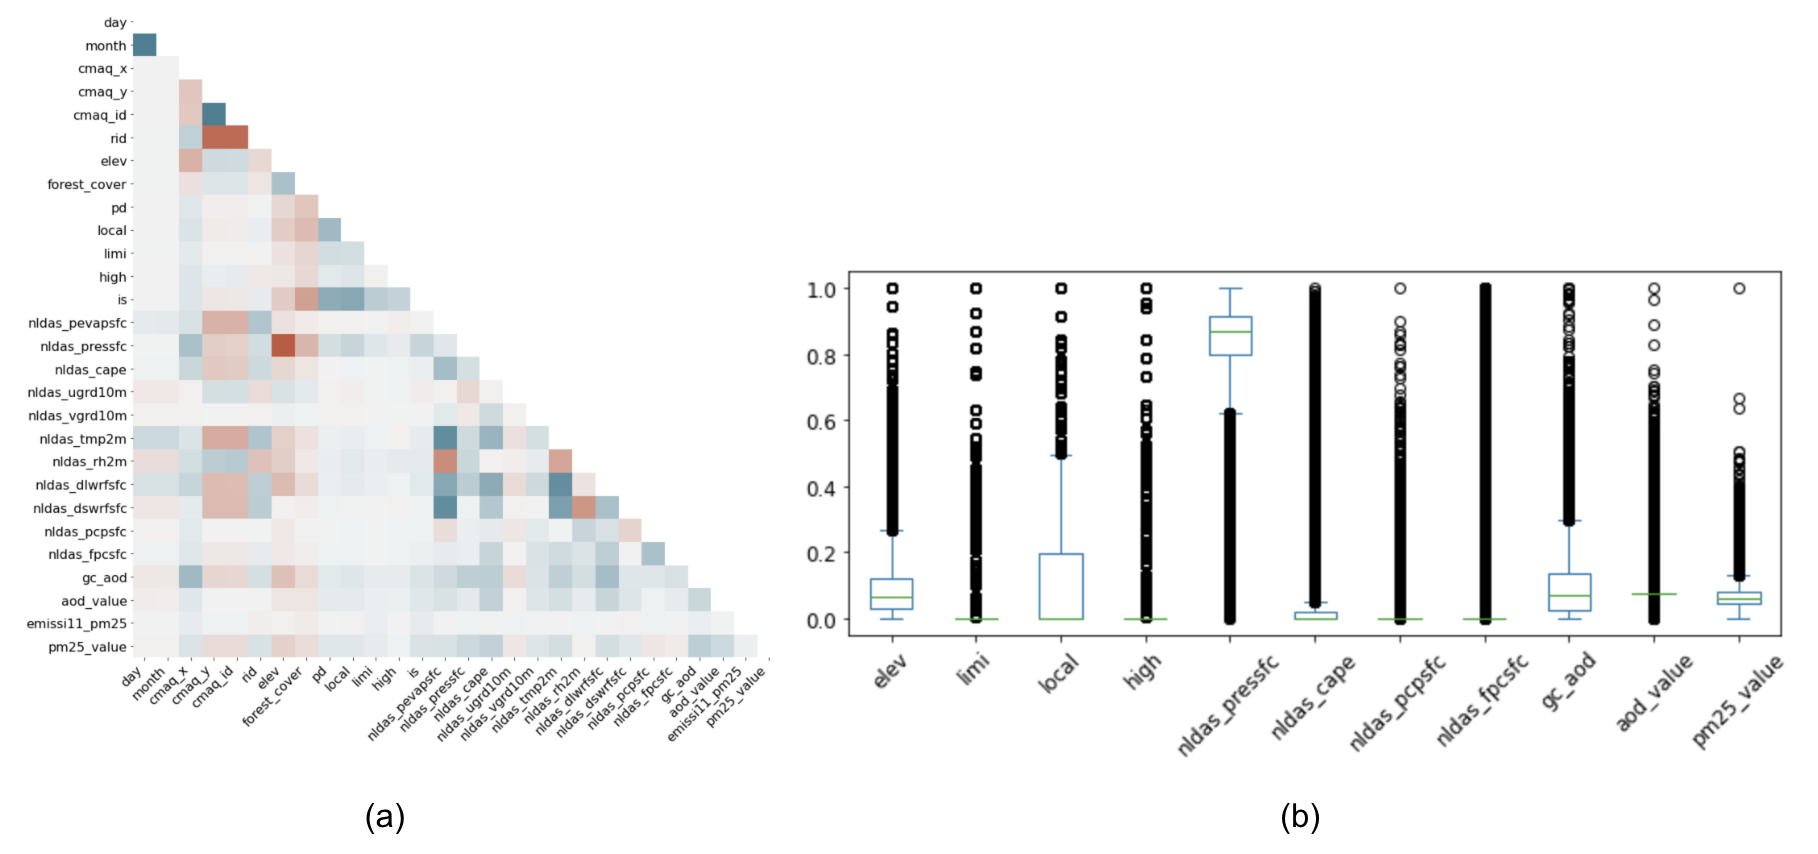 day
month
cmaq_x
cmaq_y
cmaq_id
rid
elev
forest_cover
pd
local
limi
high
is
nldas_pevapsfc
nldas_pressfc
nldas_cape
nldas_ugrd10m
nldas_vgrd10m
nldas_tmp2m
nldas_rh2m
nldas_dlwrfsfc
nldas_dswrfsfc
nldas_pcpsfc
nldas_fpcsfc
gc_aod
aod_value
emissi11_pm25
pm25_value
day
month
cmaq_x
cmaq_y
cmaq_id
rid
elev
forest_cover
pd
local
limi
high
is
nldas_pevapsfc
nldas_pressfc
nldas_cape
nldas_ugrd10m
nldas_vgrd10m
nldas_tmp2m
nldas_rh2m
nldas_dlwrfsfc
nldas_dswrfsfc
nldas_pcpsfc
nldas_fpcsfc
gc_aod
aod_value
emissi11_pm25
pm25_value
(a)
1.0
0.8
0.6
0.4
0.2
0.0
elev
limi
local
high
nldas_pressfc
nldas_cape
nldas_pcpsfc
nldas_fpcsfc
gc_aod
aod_value
pm25_value
(b)